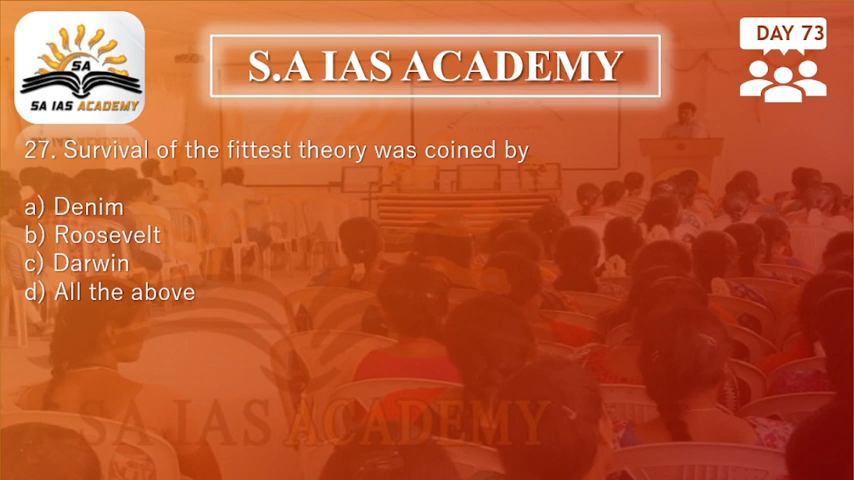 SA
SA IAS ACADEMY
S.A IAS ACADEMY
DAY 73
27. Survival of the fittest theory was coined by
a) Denim
b) Roosevelt
c) Darwin
d) All the above
SA
SA IAS ACADEMY